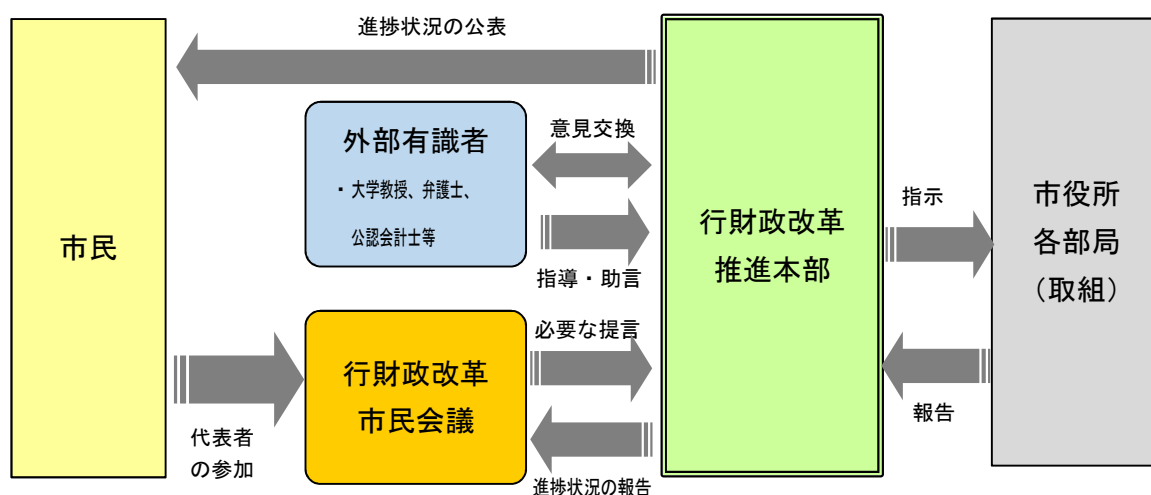 進捗状況の公表
市民
外部有識者
・大学教授、弁護士、
公認会計士等
意見交換
指導・助言
行財政改革
推進本部
指示
市役所
各部局
（取組）
報告
代表者
の参加
行財政改革
市民会議
必要な提言
進捗状況の報告